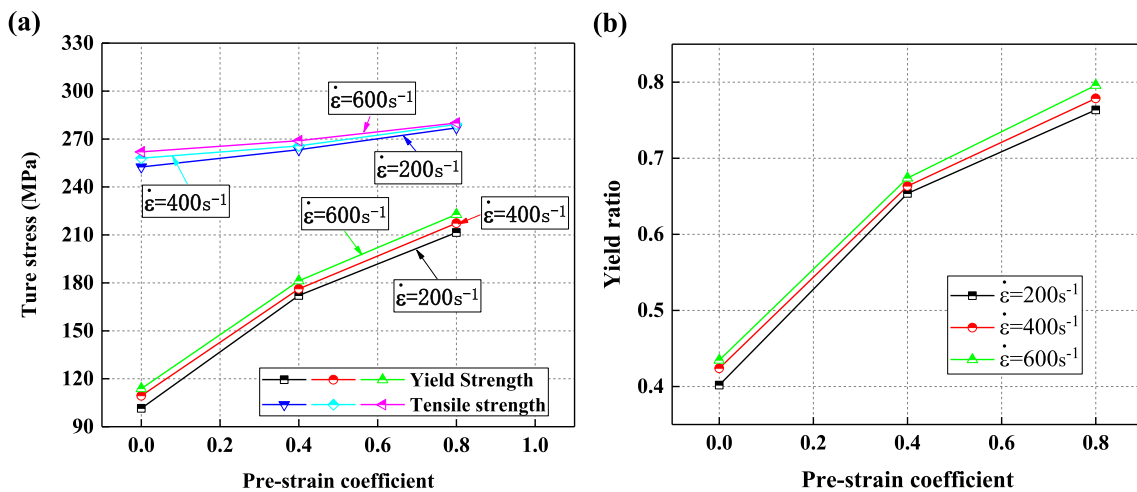 (a)
330
300
270
240
210
180
150
120
90
Ture stress (MPa)
ε̇=600s⁻¹
ε̇=200s⁻¹
ε̇=400s⁻¹
ε̇=600s⁻¹
ε̇=400s⁻¹
ε̇=200s⁻¹
Yield Strength
Tensile strength
0.0 0.2 0.4 0.6 0.8 1.0
Pre-strain coefficient
(b)
0.8
0.7
0.6
0.5
0.4
Yield ratio
ε̇=200s⁻¹
ε̇=400s⁻¹
ε̇=600s⁻¹
0.0 0.2 0.4 0.6 0.8
Pre-strain coefficient